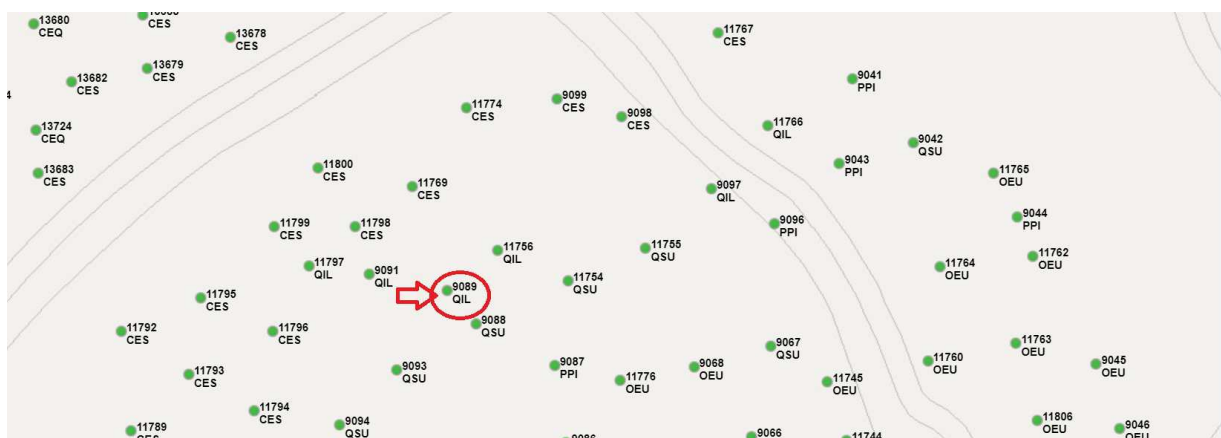 13680
CEQ
CES
13678
CES
11767
CES
13679
CES
13682
CES
9041
PPI
4
11774
CES
9099
CES
9098
CES
13724
CEQ
11766
QIL
9042
QSU
13683
CES
11800
CES
11769
CES
9097
QIL
9043
PPI
11765
OEU
11799
CES
11798
CES
9096
PPI
9044
PPI
11756
QIL
11755
QSU
11797
QIL
9091
QIL
11754
QSU
11764
OEU
11762
OEU
9089
QIL
11795
CES
9088
QSU
11792
CES
11796
CES
9067
QSU
11763
OEU
11793
CES
9093
QSU
9087
PPI
11776
OEU
9068
OEU
11745
OEU
11760
OEU
9045
OEU
11794
CES
9094
QSU
11789
CES
9086
9066
11744
11806
OEU
9046
OEU